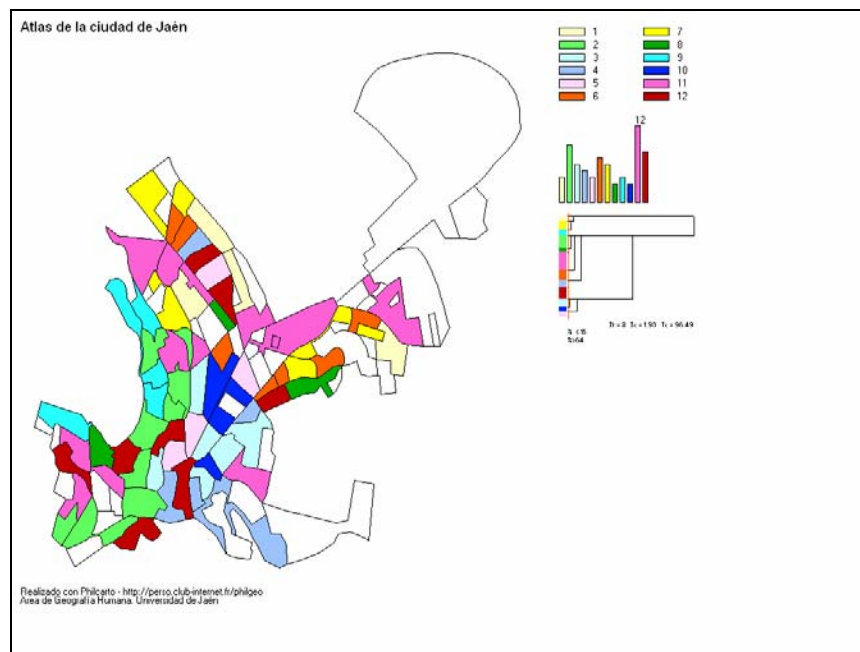 Atlas de la ciudad de Jaén
1 7
2 8
3 9
4 10
5 11
6 12
12
Realizado con Philcarto - http://perso.club-internet.fr/philgeo
Area de Geografía Humana. Universidad de Jaén